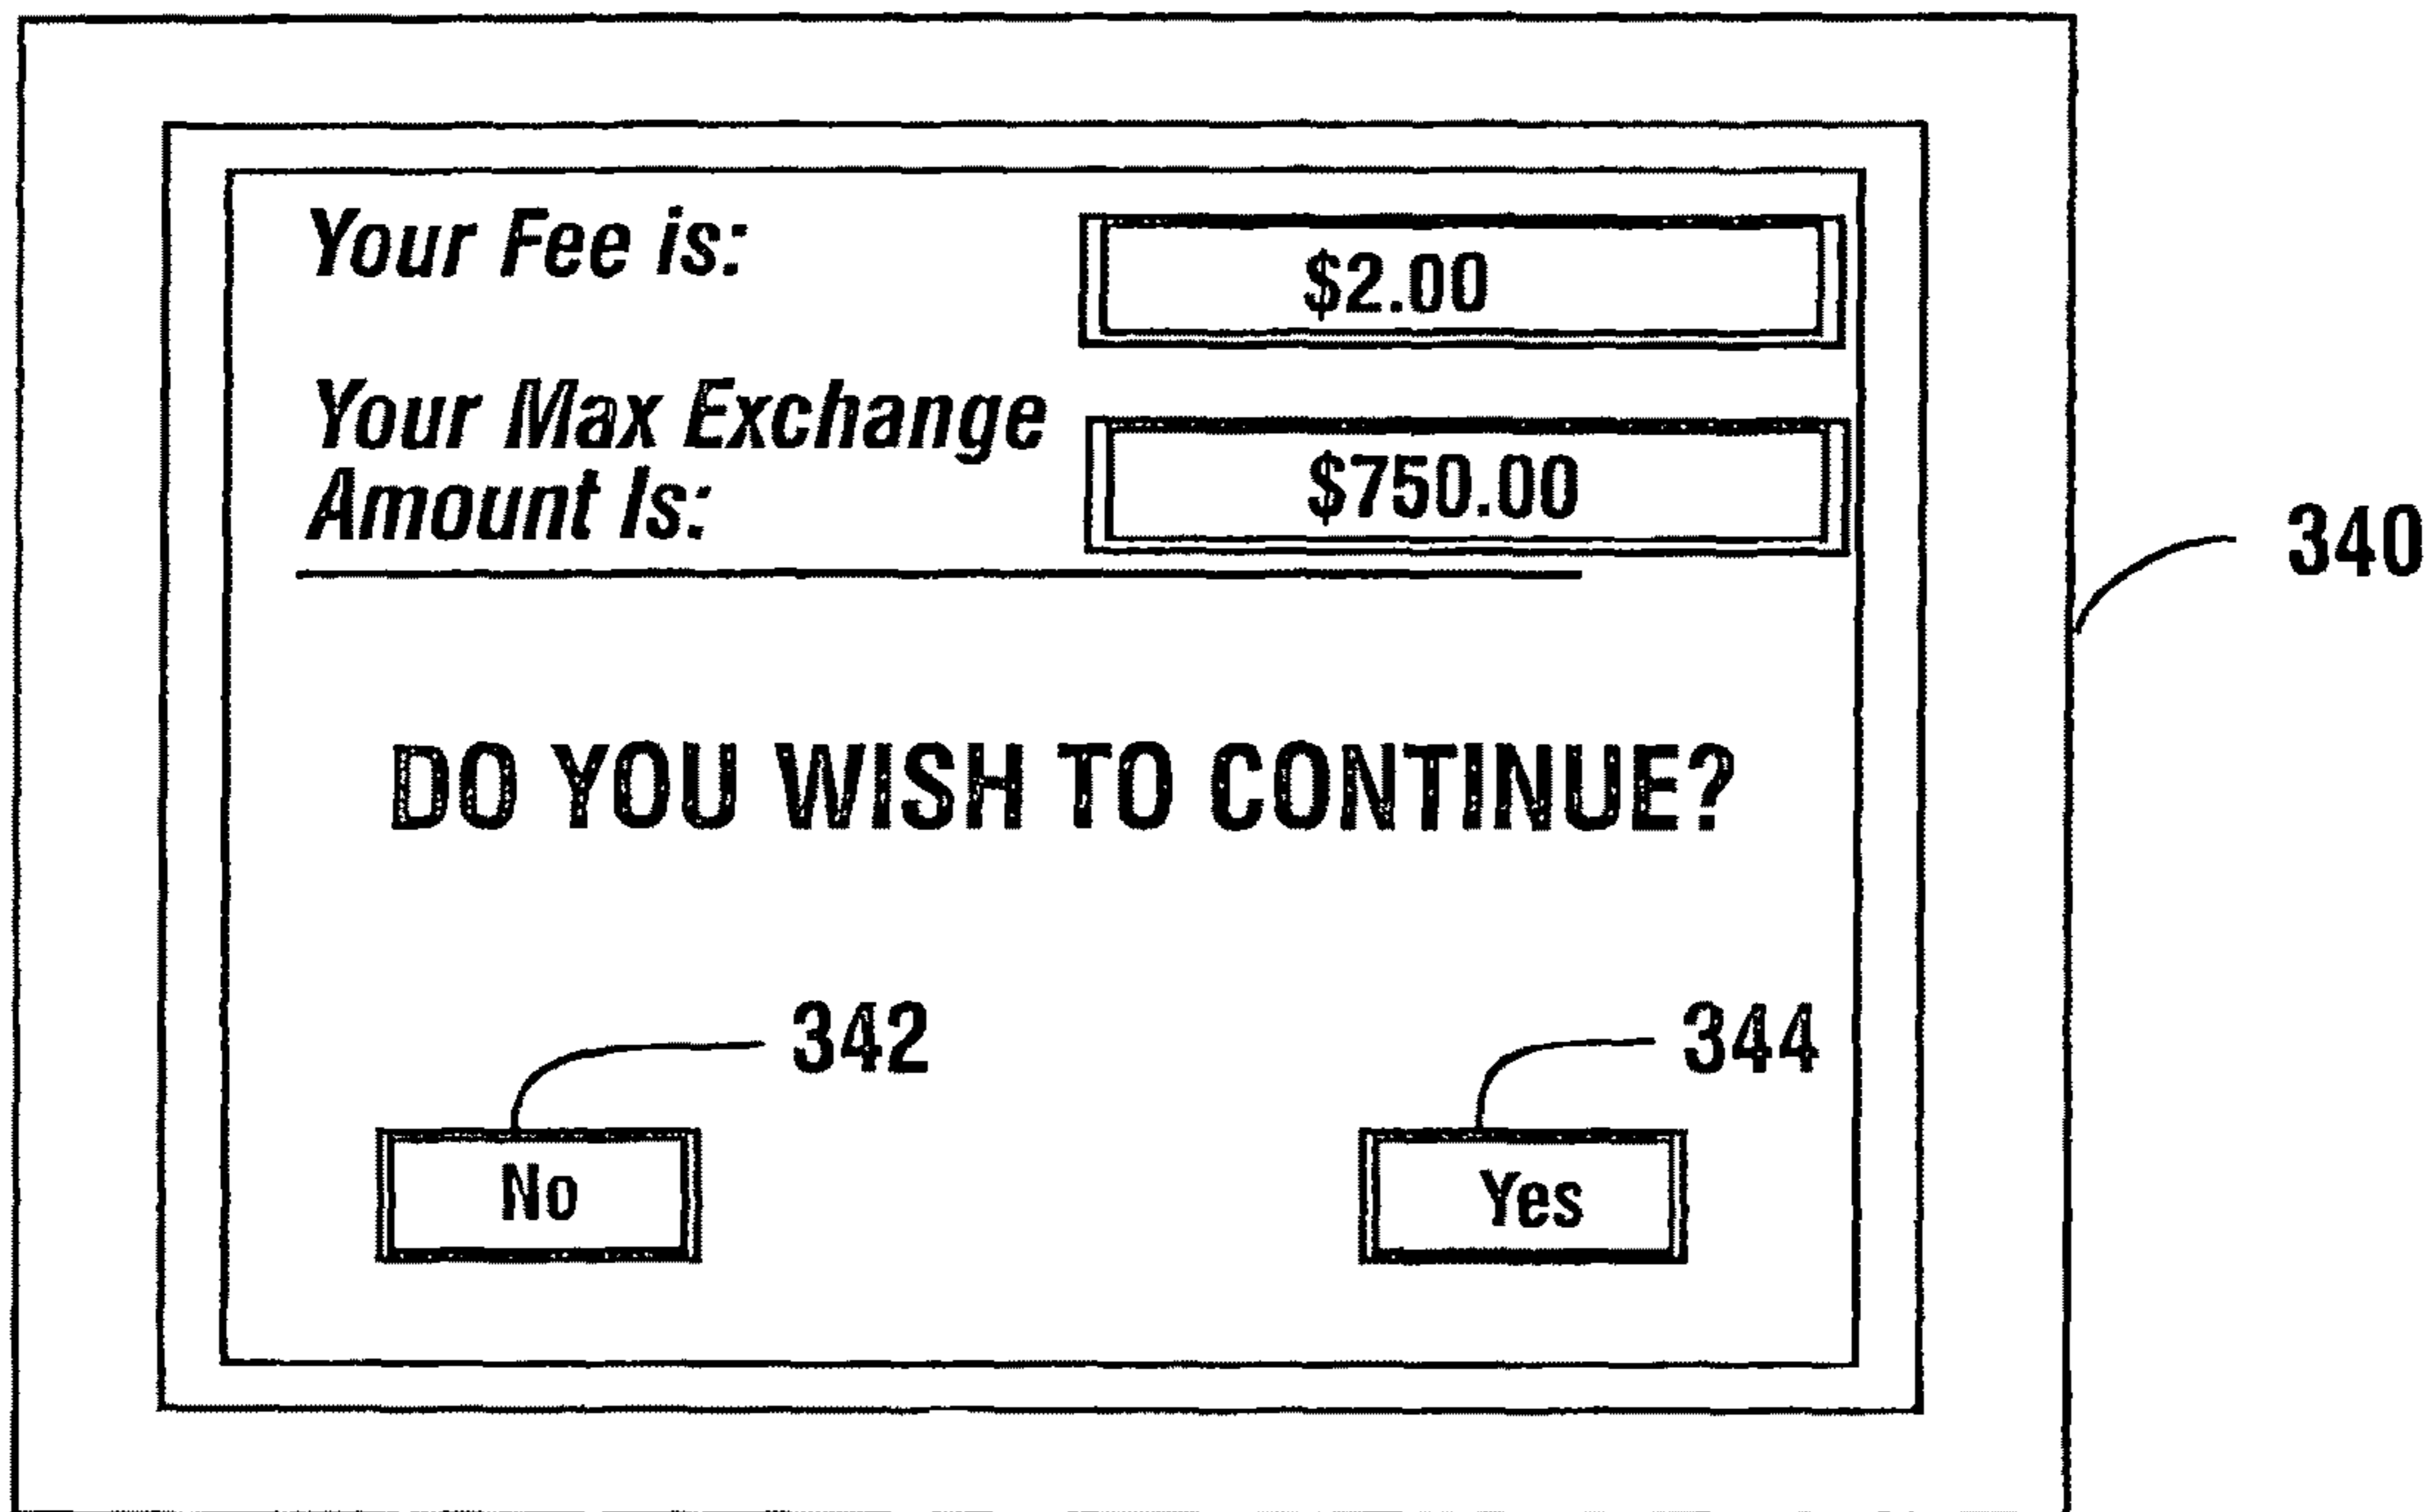 Your Fee is:
$2.00
Your Max Exchange
Amount Is:
$750.00
340
DO YOU WISH TO CONTINUE?
342
344
No
Yes